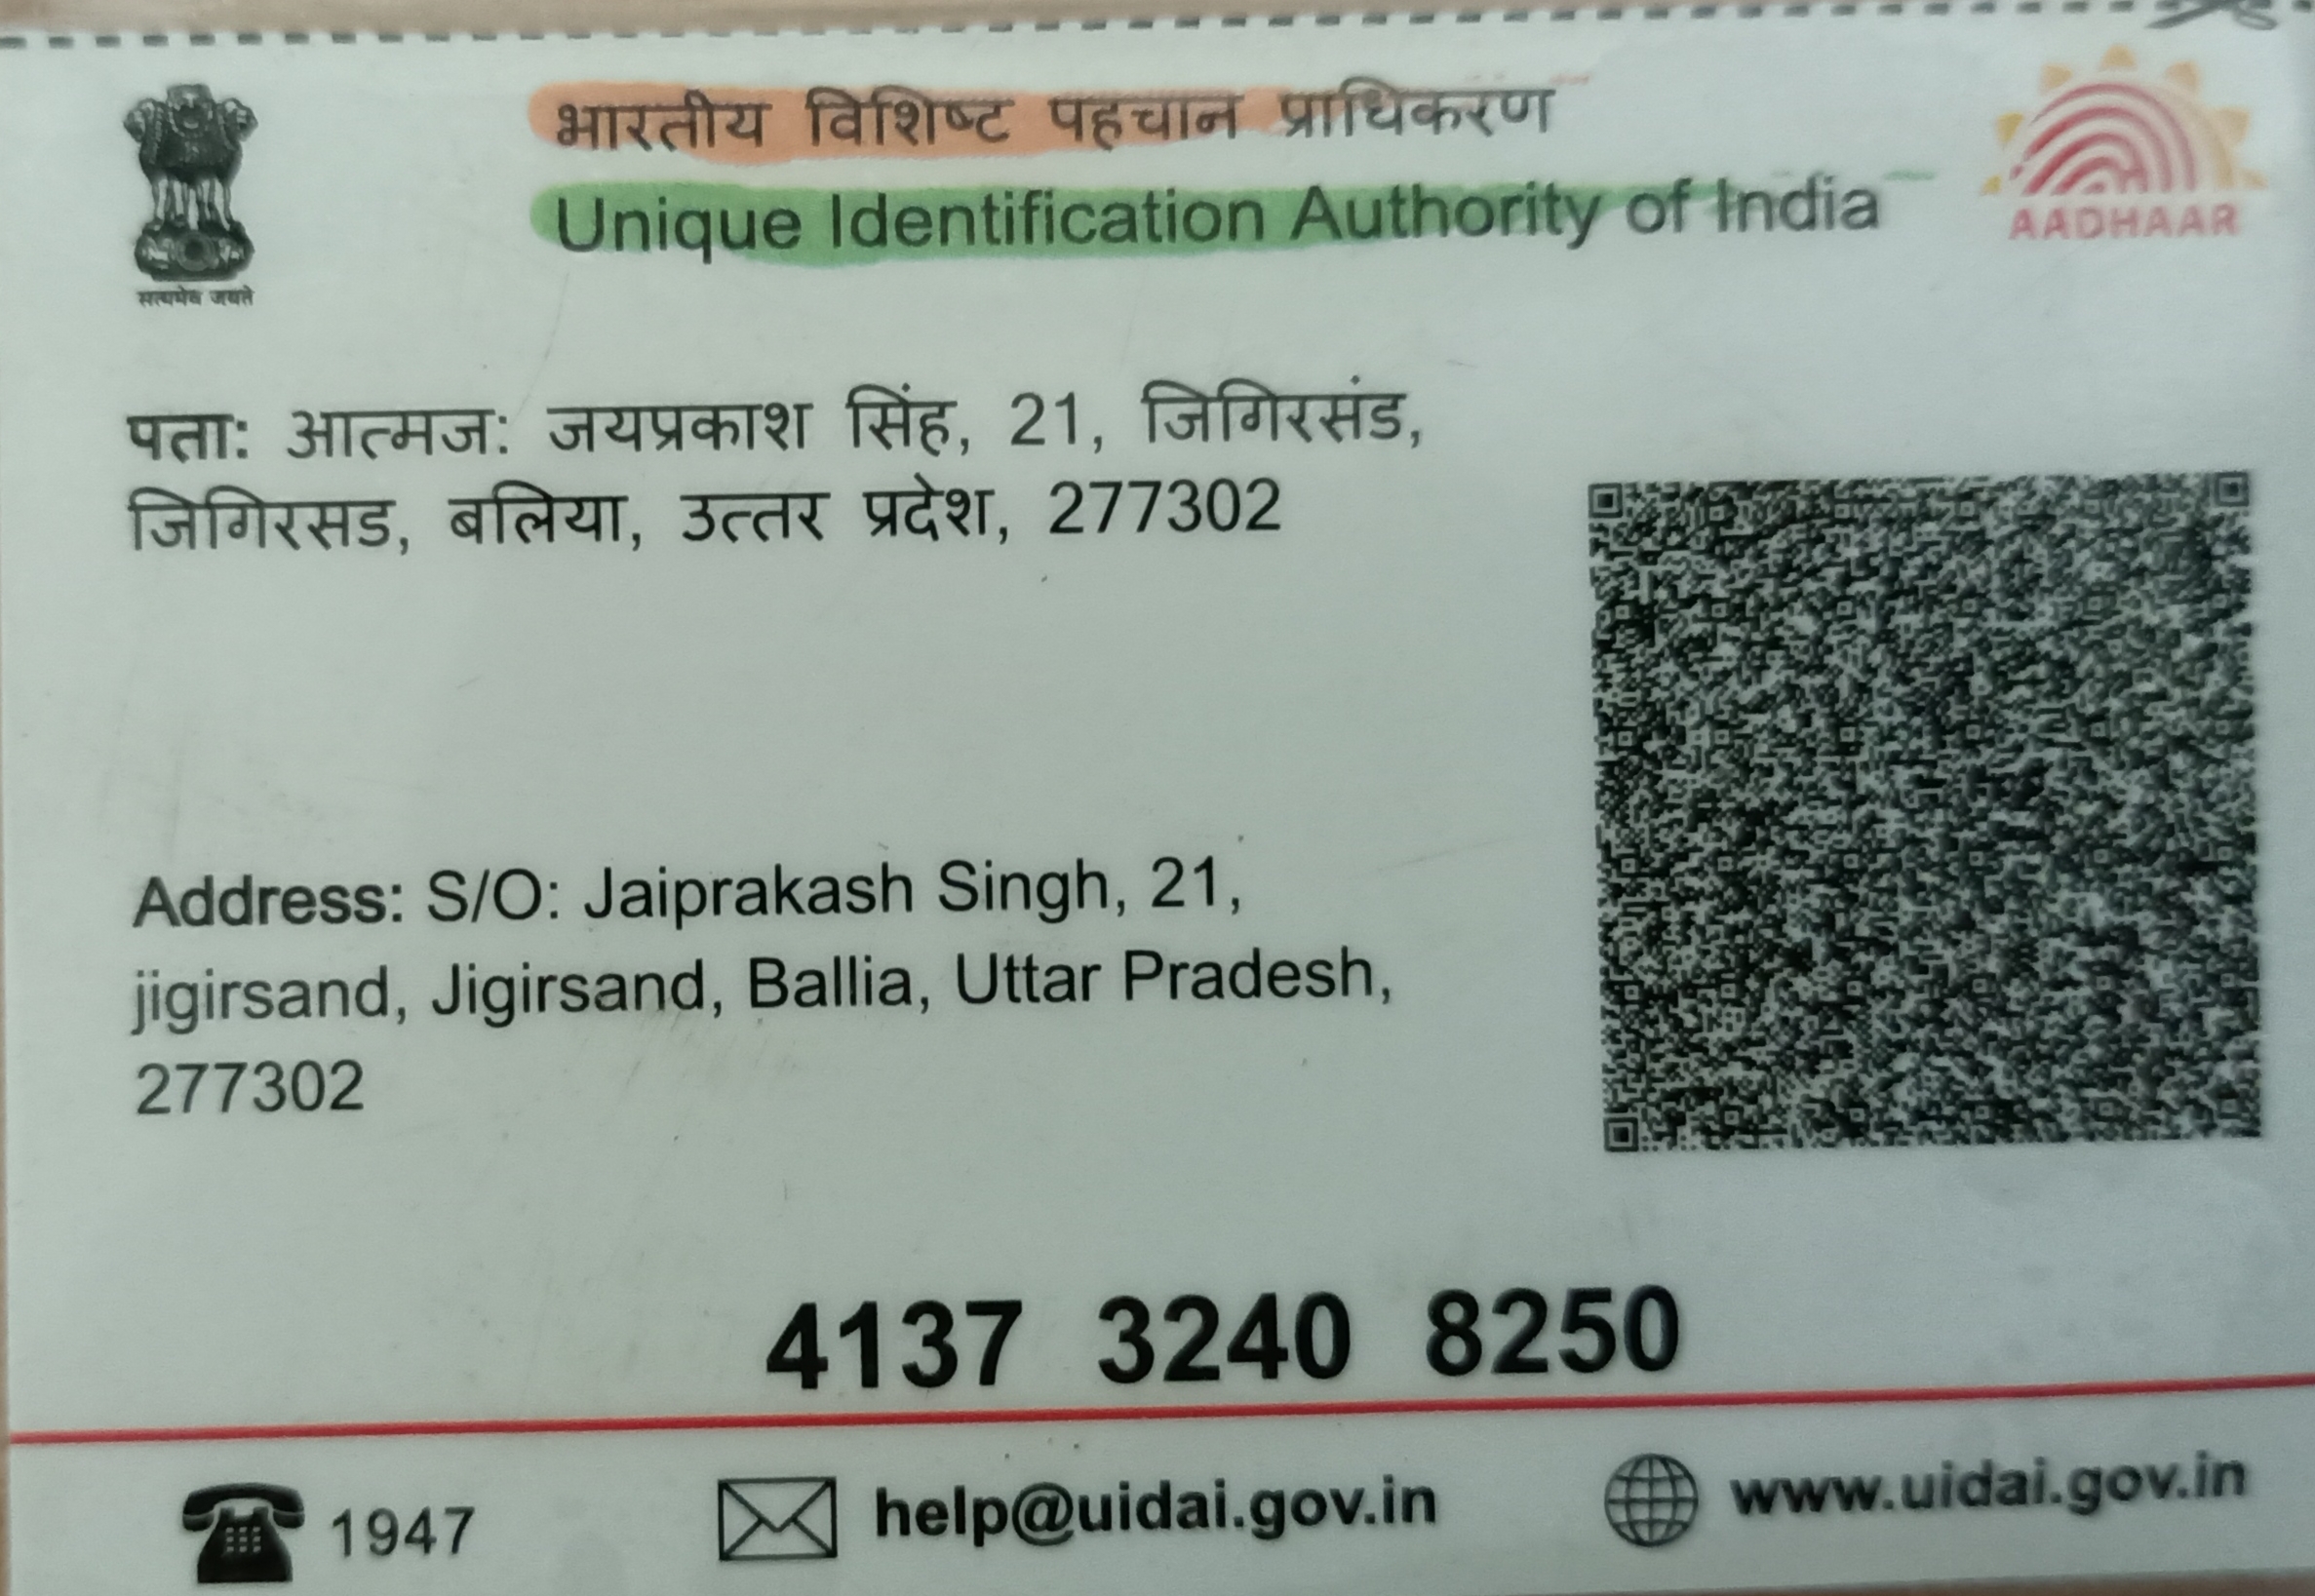 भारतीय विशिष्ट पहचान प्राधिकरण
Unique Identification Authority of India
AADHAAR
सत्यमेव जयते
पता: आत्मज: जयप्रकाश सिंह, 21, जिगिरसंड,
जिगिरसड, बलिया, उत्तर प्रदेश, 277302
Address: S/O: Jaiprakash Singh, 21,
jigirsand, Jigirsand, Ballia, Uttar Pradesh,
277302
4137 3240 8250
1947
help@uidai.gov.in
www.uidai.gov.in